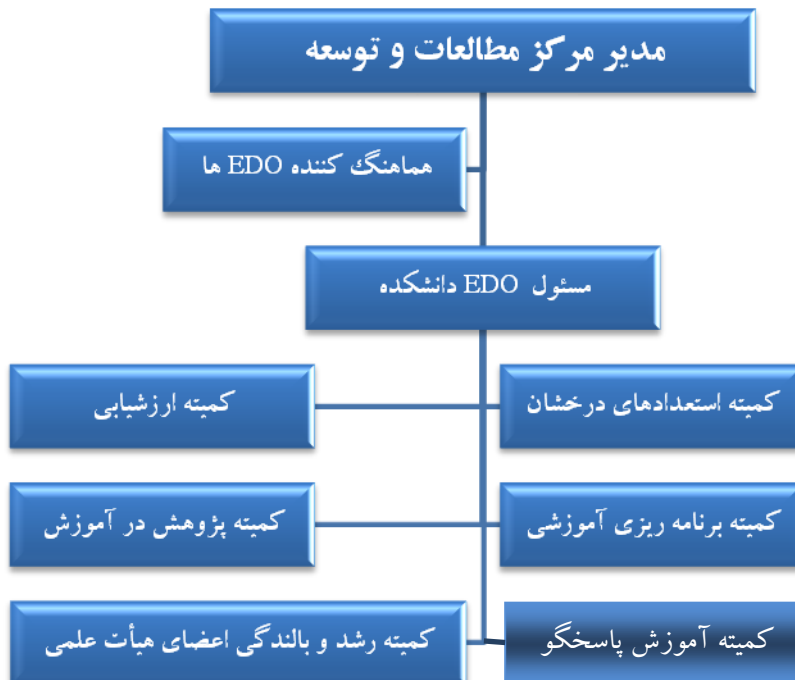 مدیر مرکز مطالعات و توسعه
هماهنگ کننده EDO ها
مسئول EDO دانشکده
کمیته استعدادهای درخشان
کمیته ارزشیابی
کمیته برنامه ریزی آموزشی
کمیته پژوهش در آموزش
کمیته آموزش پاسخگو
کمیته رشد و بالندگی اعضای هیأت علمی